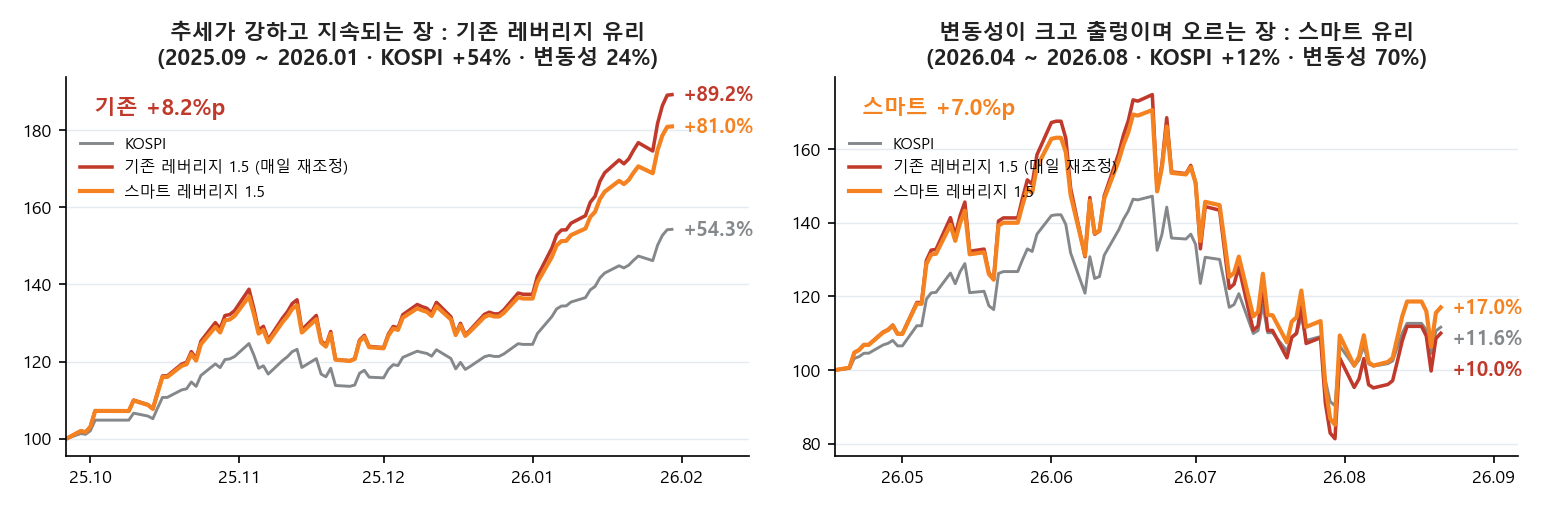 추세가 강하고 지속되는 장 : 기존 레버리지 유리
(2025.09 ~ 2026.01 · KOSPI +54% · 변동성 24%)
기존 +8.2%p
KOSPI
기존 레버리지 1.5 (매일 재조정)
스마트 레버리지 1.5
+89.2%
+81.0%
+54.3%
180
160
140
120
100
25.10
25.11
25.12
26.01
26.02
변동성이 크고 출렁이며 오르는 장 : 스마트 유리
(2026.04 ~ 2026.08 · KOSPI +12% · 변동성 70%)
스마트 +7.0%p
KOSPI
기존 레버리지 1.5 (매일 재조정)
스마트 레버리지 1.5
+17.0%
+11.6%
+10.0%
160
140
120
100
80
26.05
26.06
26.07
26.08
26.09